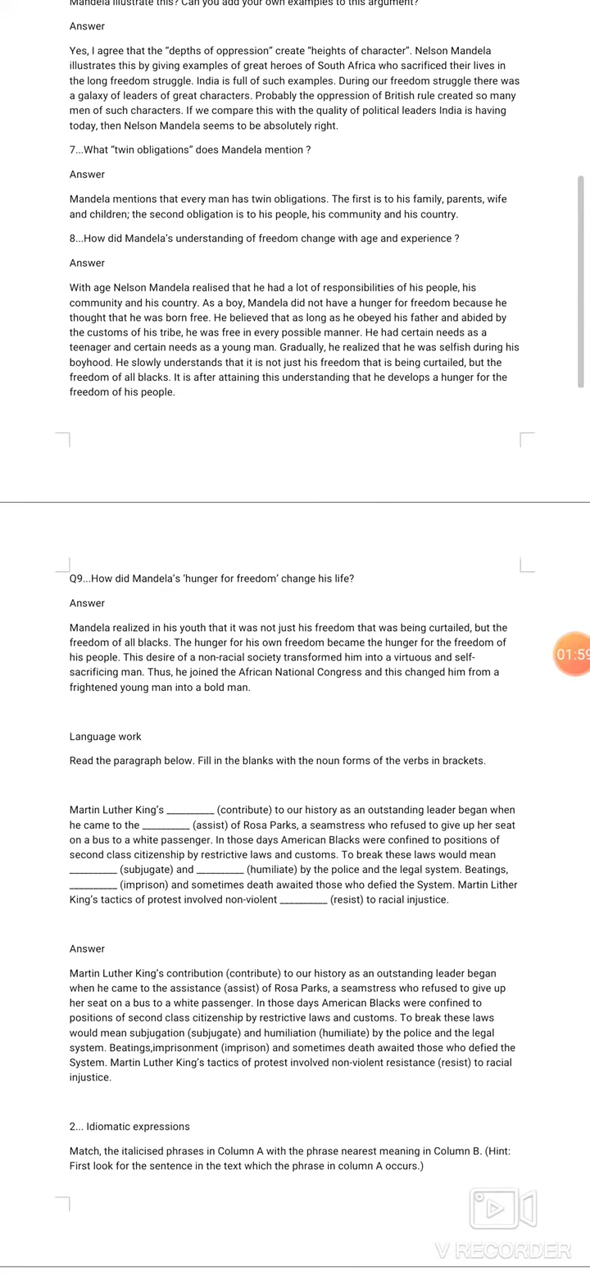 Mandela illustrate this? Can you add your own examples to this argument?
Answer
Yes, I agree that the “depths of oppression” create “heights of character”. Nelson Mandela
illustrates this by giving examples of great heroes of South Africa who sacrificed their lives in
the long freedom struggle. India is full of such examples. During our freedom struggle there was
a galaxy of leaders of great characters. Probably the oppression of British rule created so many
men of such characters. If we compare this with the quality of political leaders India is having
today, then Nelson Mandela seems to be absolutely right.
7...What “twin obligations” does Mandela mention ?
Answer
Mandela mentions that every man has twin obligations. The first is to his family, parents, wife
and children; the second obligation is to his people, his community and his country.
8...How did Mandela’s understanding of freedom change with age and experience ?
Answer
With age Nelson Mandela realised that he had a lot of responsibilities of his people, his
community and his country. As a boy, Mandela did not have a hunger for freedom because he
thought that he was born free. He believed that as long as he obeyed his father and abided by
the customs of his tribe, he was free in every possible manner. He had certain needs as a
teenager and certain needs as a young man. Gradually, he realized that he was selfish during his
boyhood. He slowly understands that it is not just his freedom that is being curtailed, but the
freedom of all blacks. It is after attaining this understanding that he develops a hunger for the
freedom of his people.
Q9...How did Mandela’s ‘hunger for freedom’ change his life?
Answer
Mandela realized in his youth that it was not just his freedom that was being curtailed, but the
freedom of all blacks. The hunger for his own freedom became the hunger for the freedom of
his people. This desire of a non-racial society transformed him into a virtuous and self-
sacrificing man. Thus, he joined the African National Congress and this changed him from a
frightened young man into a bold man.
01:59
Language work
Read the paragraph below. Fill in the blanks with the noun forms of the verbs in brackets.
Martin Luther King’s _________ (contribute) to our history as an outstanding leader began when
he came to the _________ (assist) of Rosa Parks, a seamstress who refused to give up her seat
on a bus to a white passenger. In those days American Blacks were confined to positions of
second class citizenship by restrictive laws and customs. To break these laws would mean
_________ (subjugate) and _________ (humiliate) by the police and the legal system. Beatings,
_________ (imprison) and sometimes death awaited those who defied the System. Martin Lither
King’s tactics of protest involved non-violent _________ (resist) to racial injustice.
Answer
Martin Luther King’s contribution (contribute) to our history as an outstanding leader began
when he came to the assistance (assist) of Rosa Parks, a seamstress who refused to give up
her seat on a bus to a white passenger. In those days American Blacks were confined to
positions of second class citizenship by restrictive laws and customs. To break these laws
would mean subjugation (subjugate) and humiliation (humiliate) by the police and the legal
system. Beatings,imprisonment (imprison) and sometimes death awaited those who defied the
System. Martin Luther King’s tactics of protest involved non-violent resistance (resist) to racial
injustice.
2... Idiomatic expressions
Match, the italicised phrases in Column A with the phrase nearest meaning in Column B. (Hint:
First look for the sentence in the text which the phrase in column A occurs.)
V RECORDER